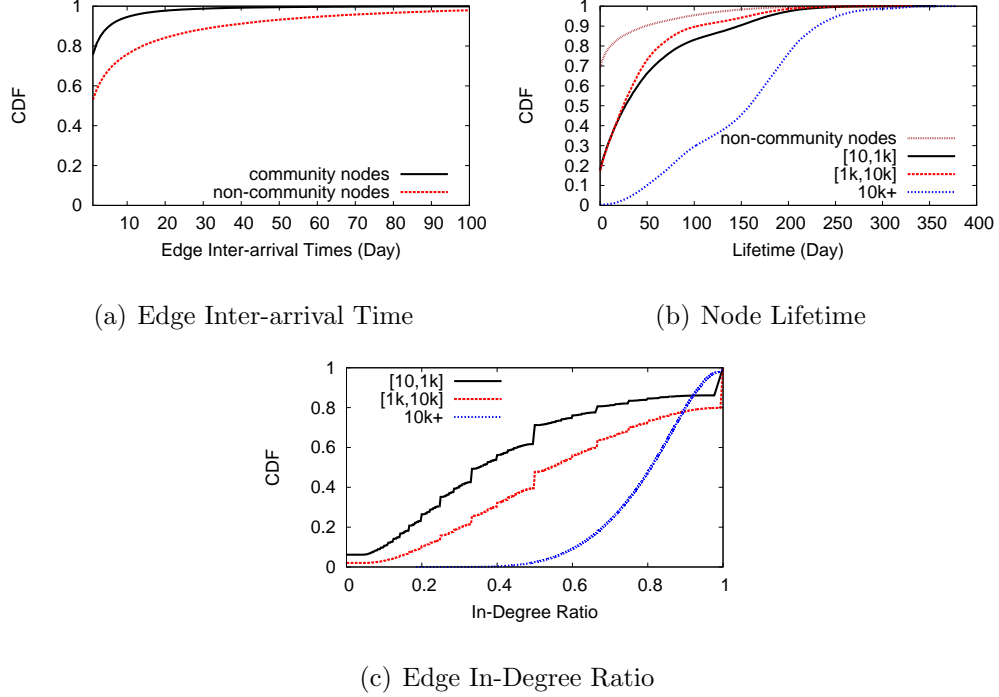 1
0.8
0.6
0.4
0.2
0
CDF
10 20 30 40 50 60 70 80 90 100
Edge Inter-arrival Times (Day)
community nodes
non-community nodes
(a) Edge Inter-arrival Time
1
0.9
0.8
0.7
0.6
0.5
0.4
0.3
0.2
0.1
0
CDF
0 50 100 150 200 250 300 350 400
Lifetime (Day)
non-community nodes
[10,1k]
[1k,10k]
10k+
(b) Node Lifetime
1
0.8
0.6
0.4
0.2
0
CDF
0 0.2 0.4 0.6 0.8 1
In-Degree Ratio
[10,1k]
[1k,10k]
10k+
(c) Edge In-Degree Ratio